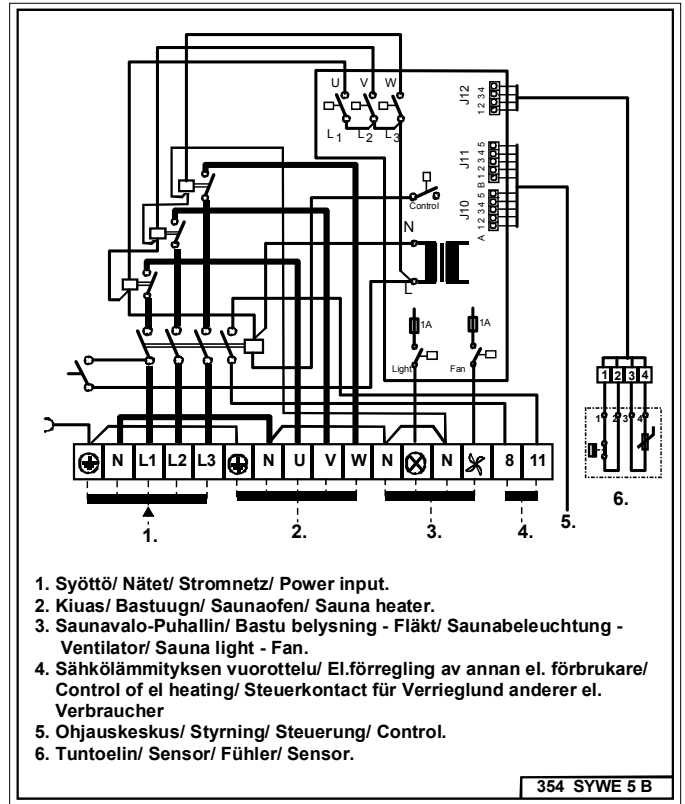 U V W
L1 L2 L3
J12
1 2 3 4
J11
B 1 2 3 4 5
J10
A 1 2 3 4 5
Control
N
L
1A 1A
Light Fan
1 2 3 4
1 2 3 4
6.
N L1 L2 L3 N U V W N N 8 11
1. 2. 3. 4. 5.
1. Syöttö/ Nätet/ Stromnetz/ Power input.
2. Kiuas/ Bastuugn/ Saunaofen/ Sauna heater.
3. Saunavalo-Puhallin/ Bastu belysning - Fläkt/ Saunabeleuchtung -
Ventilator/ Sauna light - Fan.
4. Sähkölämmityksen vuorottelu/ El.förregling av annan el. förbrukare/
Control of el heating/ Steuerkontact für Verrieglund anderer el.
Verbraucher
5. Ohjauskeskus/ Styrning/ Steuerung/ Control.
6. Tuntoelin/ Sensor/ Fühler/ Sensor.
354 SYWE 5 B